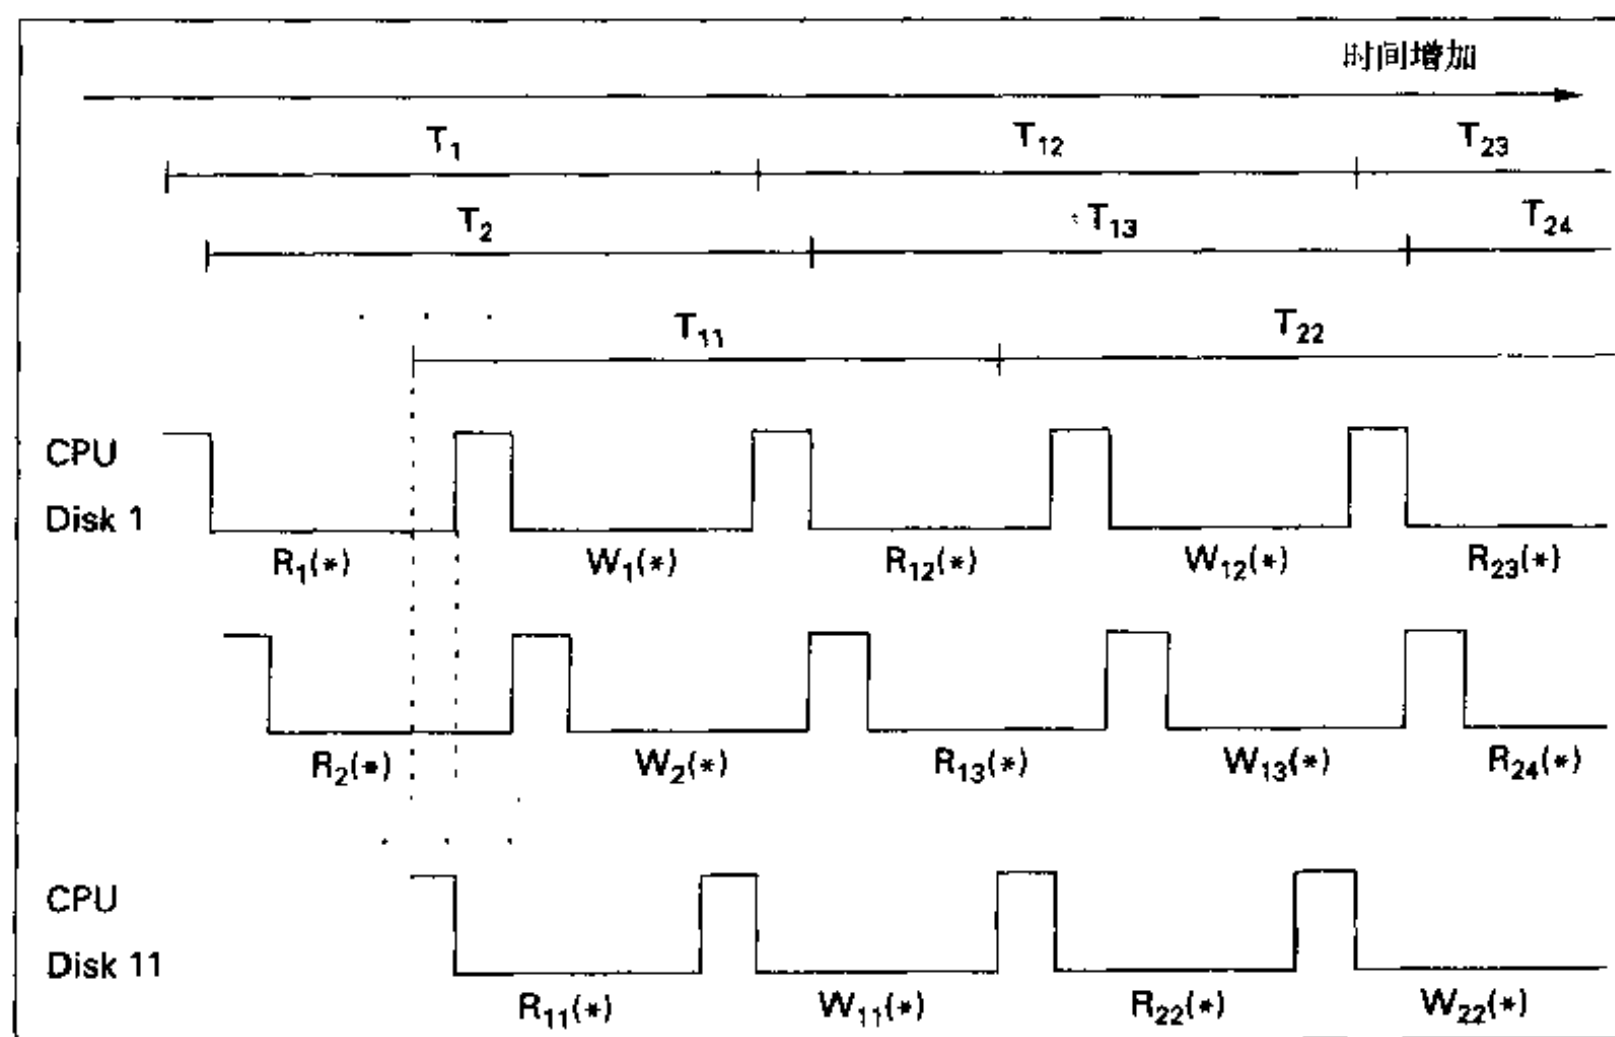 时间增加
T₁ T₁₂ T₂₃
T₂ T₁₃ T₂₄
T₁₁ T₂₂
CPU
Disk 1
R₁(*) W₁(*) R₁₂(*) W₁₂(*) R₂₃(*)
R₂(*) W₂(*) R₁₃(*) W₁₃(*) R₂₄(*)
CPU
Disk 11
R₁₁(*) W₁₁(*) R₂₂(*) W₂₂(*)